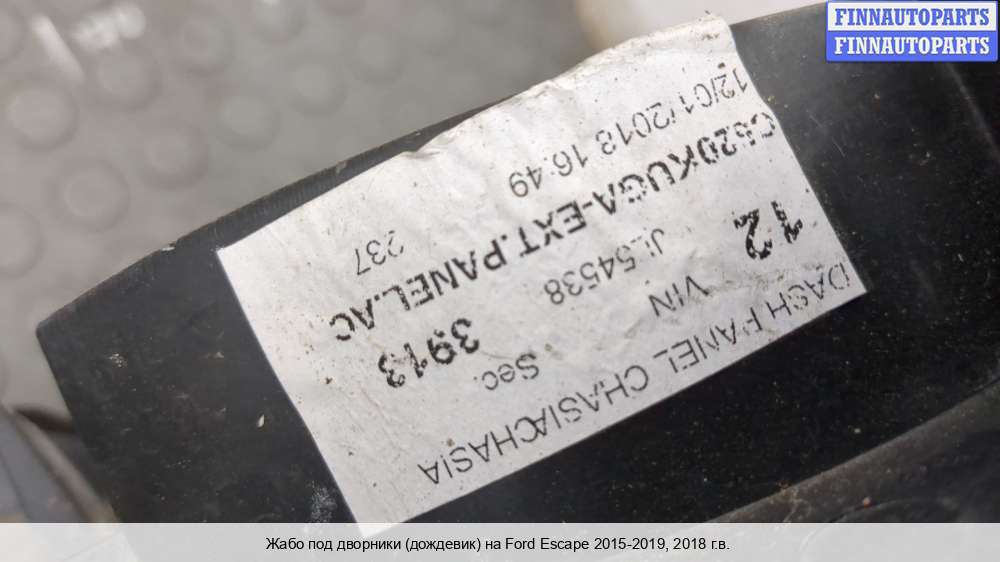 FINNAUTOPARTS
FINNAUTOPARTS
DASH PANEL CHASIACHASIA
VIN Sec.
12 JL54538 3913
C520KUGA-EXT.PANEL.AC
12/01/2018 16:49 237
Жабо под дворники (дождевик) на Ford Escape 2015-2019, 2018 г.в.